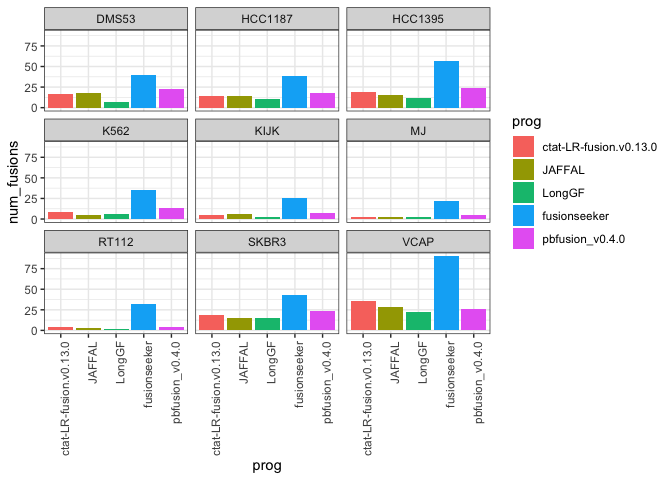 DMS53 HCC1187 HCC1395
75
50
25
0
K562 KIJK MJ
75
50
25
0
RT112 SKBR3 VCAP
75
50
25
0
num_fusions
ctat-LR-fusion.v0.13.0 JAFFAL LongGF fusionseeker pbfusion_v0.4.0
ctat-LR-fusion.v0.13.0 JAFFAL LongGF fusionseeker pbfusion_v0.4.0
ctat-LR-fusion.v0.13.0 JAFFAL LongGF fusionseeker pbfusion_v0.4.0
prog
prog
ctat-LR-fusion.v0.13.0
JAFFAL
LongGF
fusionseeker
pbfusion_v0.4.0